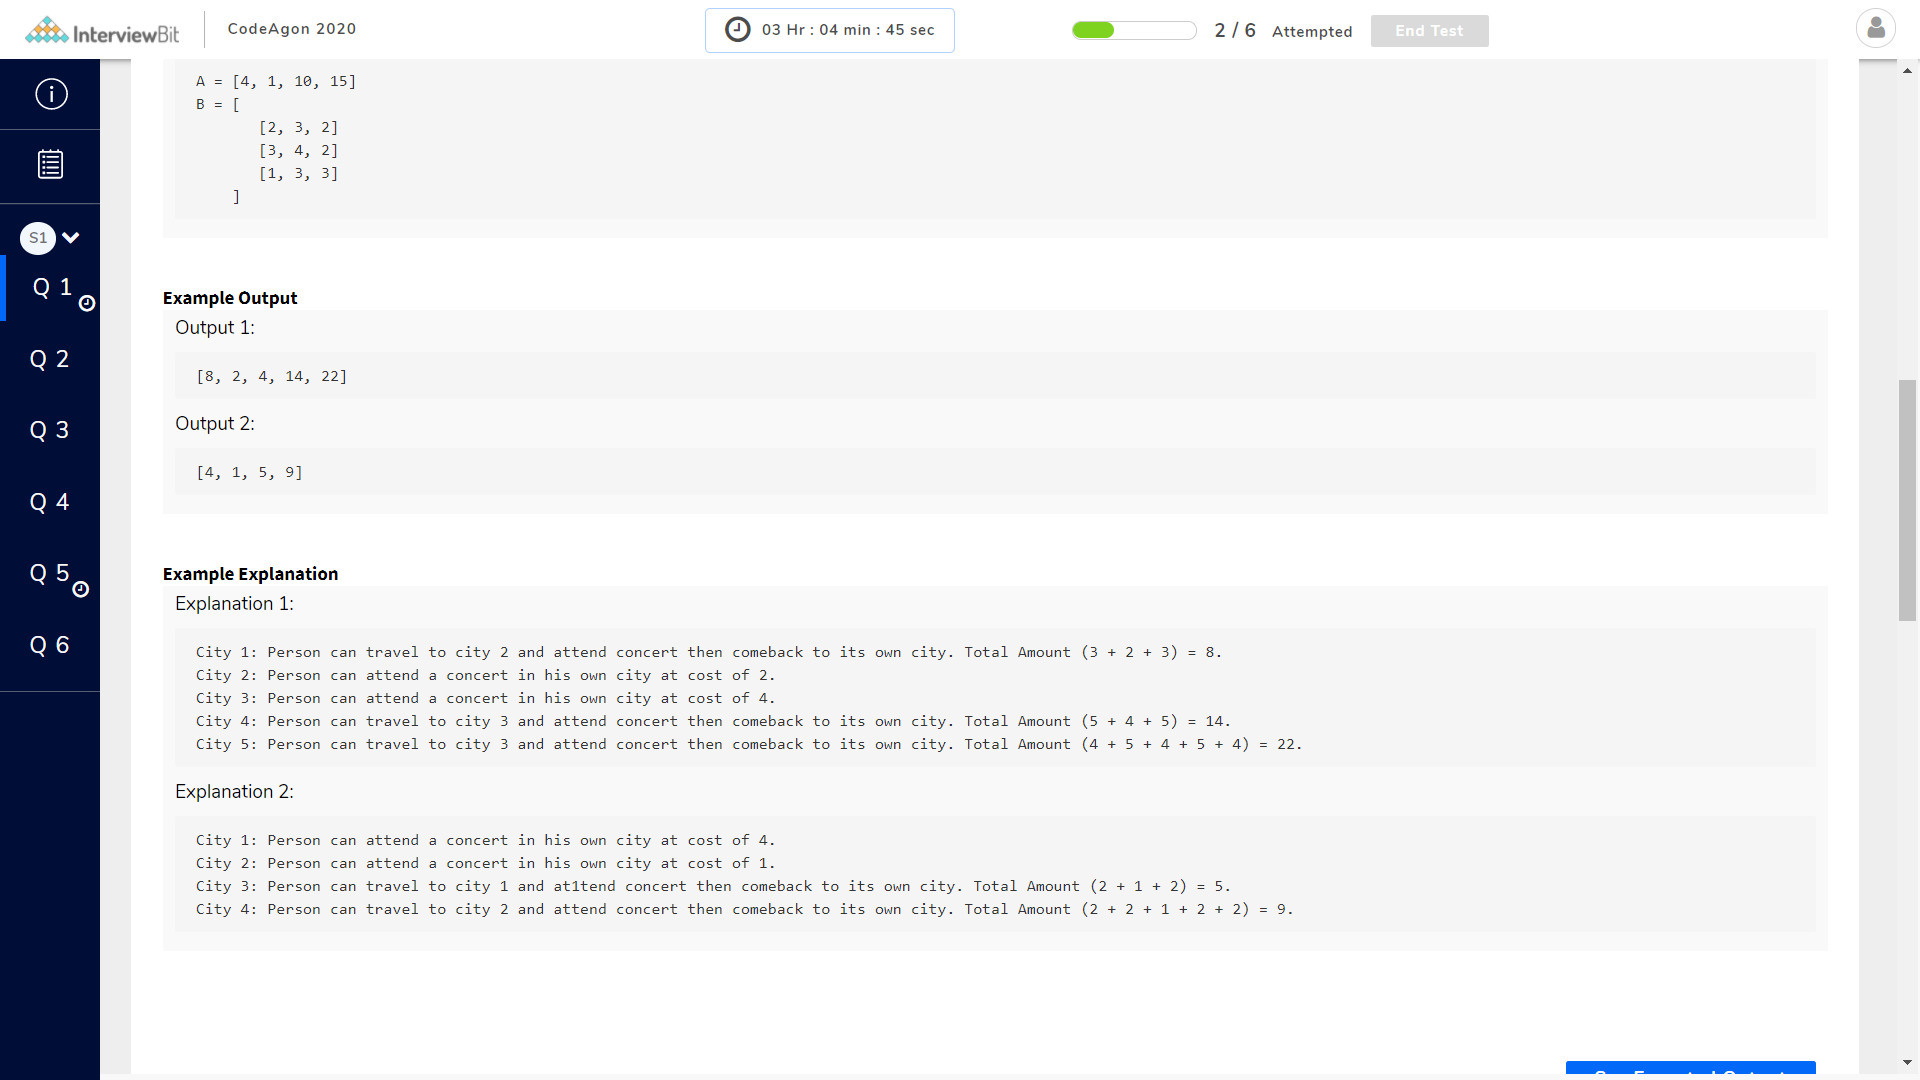 InterviewBit
CodeAgon 2020
03 Hr : 04 min : 45 sec
2 / 6 Attempted
End Test
S1
Q 1
Q 2
Q 3
Q 4
Q 5
Q 6
A = [4, 1, 10, 15]
B = [
[2, 3, 2]
[3, 4, 2]
[1, 3, 3]
]
Example Output
Output 1:
[8, 2, 4, 14, 22]
Output 2:
[4, 1, 5, 9]
Example Explanation
Explanation 1:
City 1: Person can travel to city 2 and attend concert then comeback to its own city. Total Amount (3 + 2 + 3) = 8.
City 2: Person can attend a concert in his own city at cost of 2.
City 3: Person can attend a concert in his own city at cost of 4.
City 4: Person can travel to city 3 and attend concert then comeback to its own city. Total Amount (5 + 4 + 5) = 14.
City 5: Person can travel to city 3 and attend concert then comeback to its own city. Total Amount (4 + 5 + 4 + 5 + 4) = 22.
Explanation 2:
City 1: Person can attend a concert in his own city at cost of 4.
City 2: Person can attend a concert in his own city at cost of 1.
City 3: Person can travel to city 1 and at1tend concert then comeback to its own city. Total Amount (2 + 1 + 2) = 5.
City 4: Person can travel to city 2 and attend concert then comeback to its own city. Total Amount (2 + 2 + 1 + 2 + 2) = 9.